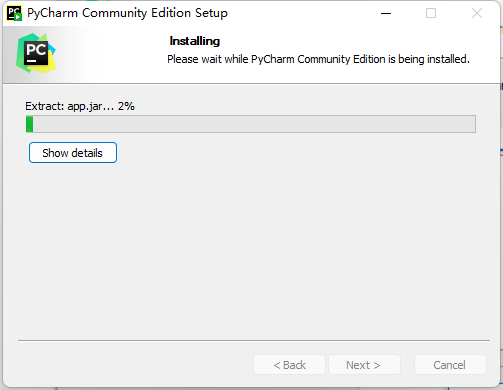 PyCharm Community Edition Setup
PC
Installing
Please wait while PyCharm Community Edition is being installed.
Extract: app.jar... 2%
Show details
< Back Next > Cancel